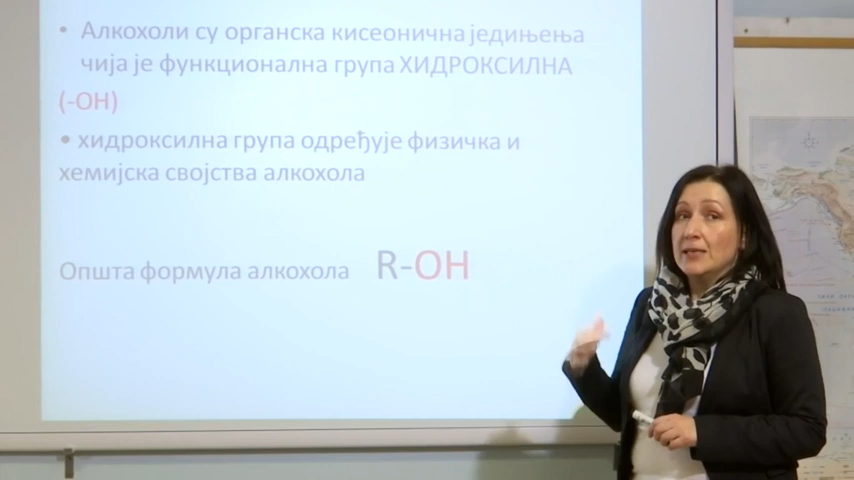 • Алкохоли су органска кисеонична једињења
чија је функционална група ХИДРОКСИЛНА
(-OH)
• хидроксилна група одређује физичка и
хемијска својства алкохола
Општа формула алкохола R-OH